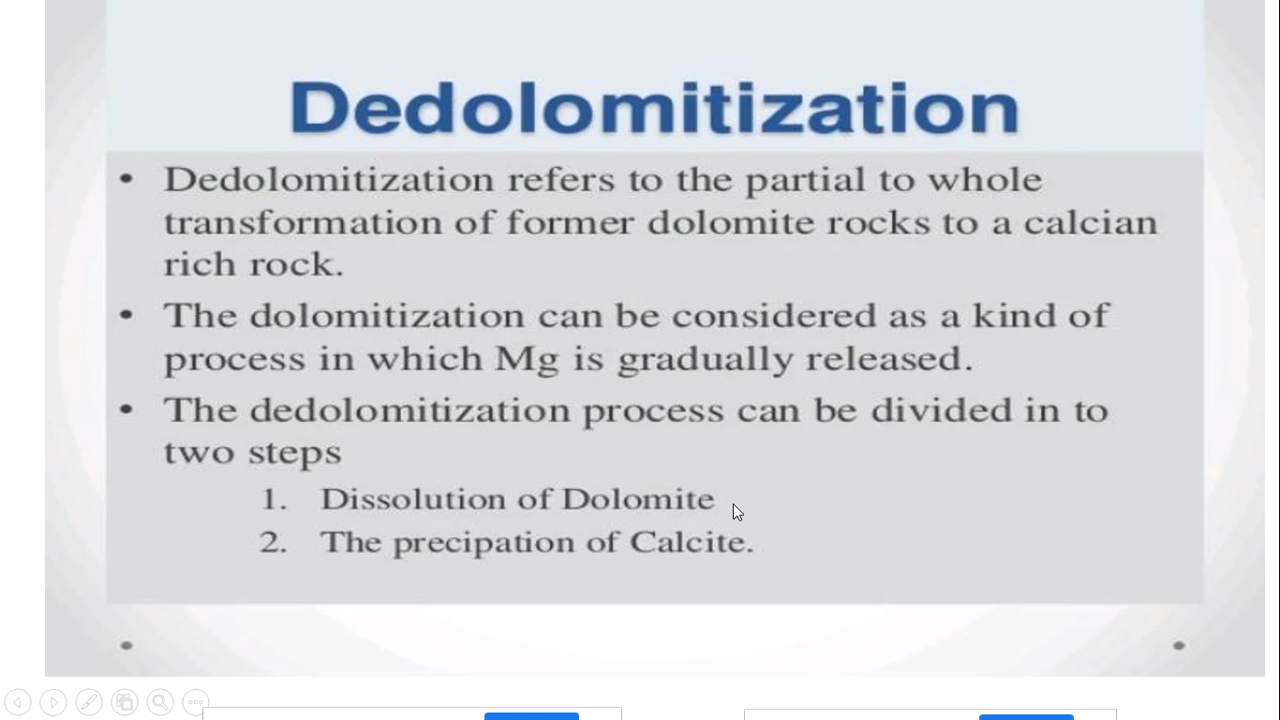 Dedolomitization
• Dedolomitization refers to the partial to whole
transformation of former dolomite rocks to a calcian
rich rock.
• The dolomitization can be considered as a kind of
process in which Mg is gradually released.
• The dedolomitization process can be divided in to
two steps
1. Dissolution of Dolomite
2. The precipation of Calcite.